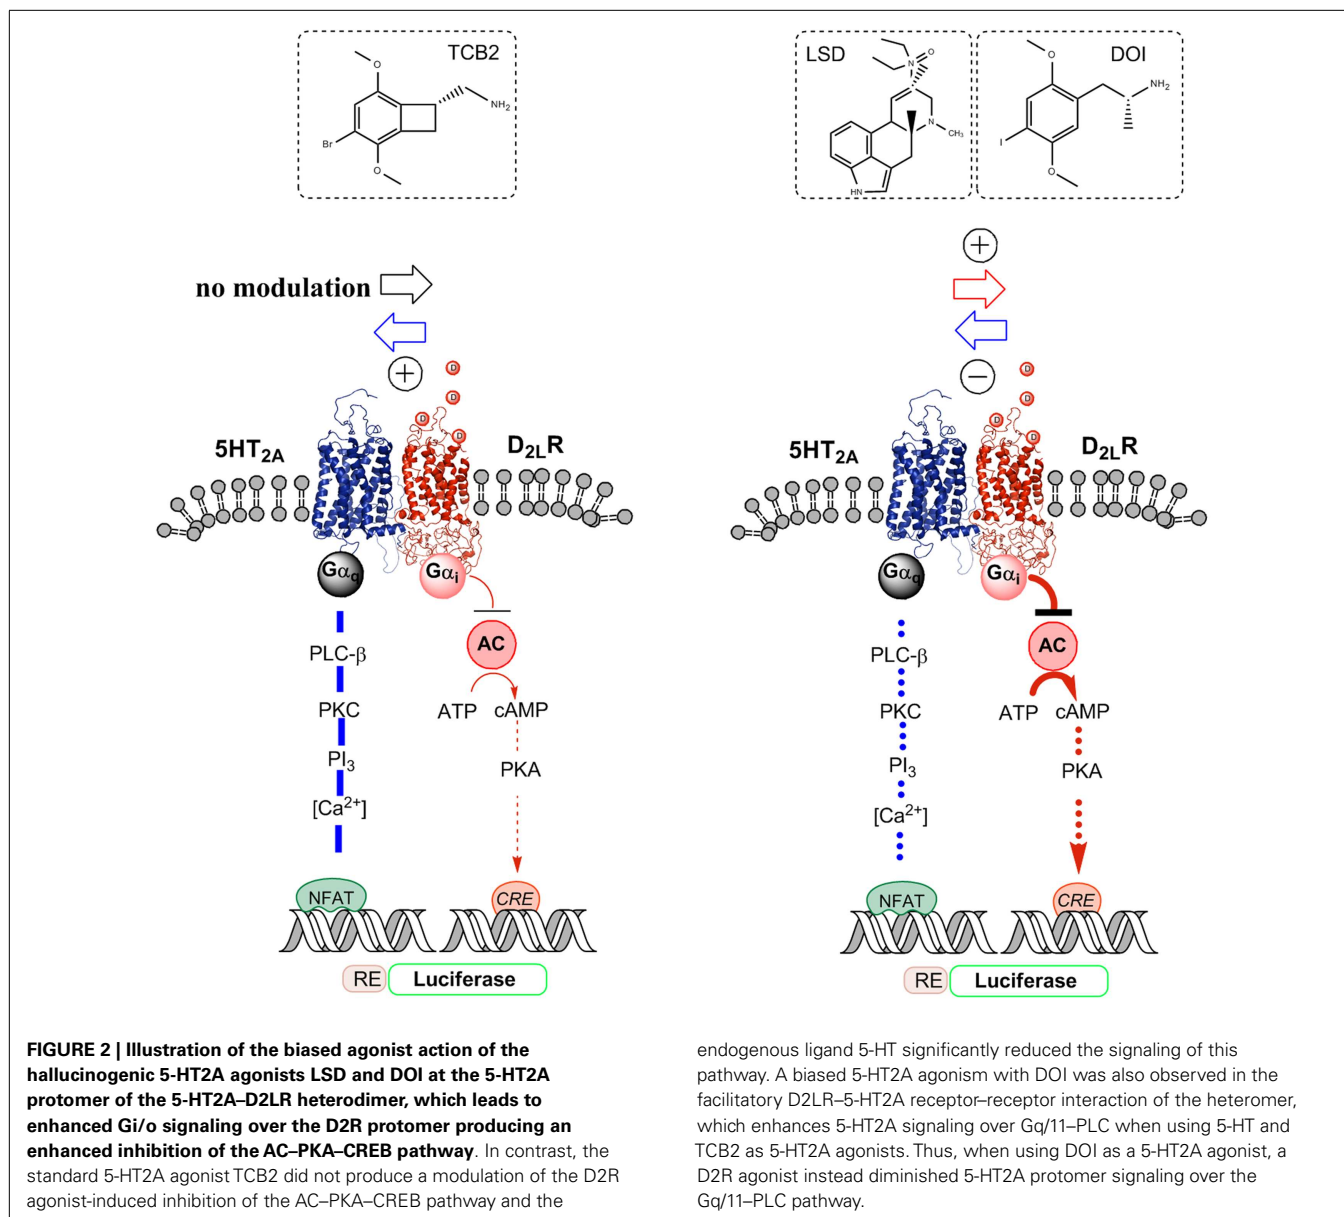 TCB2
O
NH2
Br
O
no modulation
+
D
D
D
D
5HT2A
D2LR
Gαq
Gαi
AC
PLC-β
PKC
ATP cAMP
PI3
PKA
[Ca2+]
NFAT
CRE
RE Luciferase
LSD
N
O
N
CH3
HN
DOI
O
NH2
I
O
+
−
D
D
D
D
5HT2A
D2LR
Gαq
Gαi
AC
PLC-β
PKC
ATP cAMP
PI3
PKA
[Ca2+]
NFAT
CRE
RE Luciferase
FIGURE 2 | Illustration of the biased agonist action of the
hallucinogenic 5-HT2A agonists LSD and DOI at the 5-HT2A
protomer of the 5-HT2A–D2LR heterodimer, which leads to
enhanced Gi/o signaling over the D2R protomer producing an
enhanced inhibition of the AC–PKA–CREB pathway. In contrast, the
standard 5-HT2A agonist TCB2 did not produce a modulation of the D2R
agonist-induced inhibition of the AC–PKA–CREB pathway and the
endogenous ligand 5-HT significantly reduced the signaling of this
pathway. A biased 5-HT2A agonism with DOI was also observed in the
facilitatory D2LR–5-HT2A receptor–receptor interaction of the heteromer,
which enhances 5-HT2A signaling over Gq/11–PLC when using 5-HT and
TCB2 as 5-HT2A agonists. Thus, when using DOI as a 5-HT2A agonist, a
D2R agonist instead diminished 5-HT2A protomer signaling over the
Gq/11–PLC pathway.